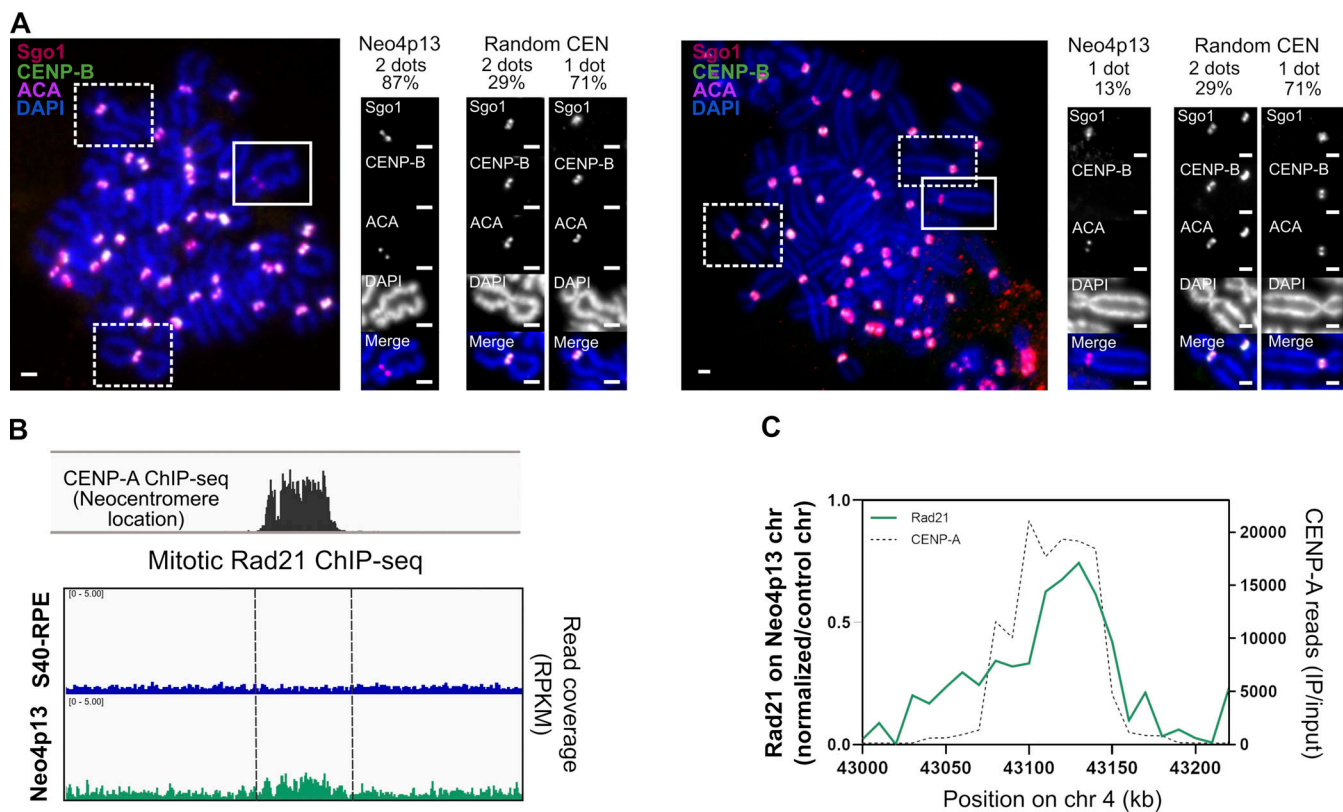 A
Sgo1
CENP-B
ACA
DAPI
Neo4p13
2 dots
87%
Sgo1
CENP-B
ACA
DAPI
Merge
Random CEN
2 dots 1 dot
29% 71%
Sgo1 Sgo1
CENP-B CENP-B
ACA ACA
DAPI DAPI
Merge Merge
Sgo1
CENP-B
ACA
DAPI
Neo4p13
1 dot
13%
Sgo1
CENP-B
ACA
DAPI
Merge
Random CEN
2 dots 1 dot
29% 71%
Sgo1 Sgo1
CENP-B CENP-B
ACA ACA
DAPI DAPI
Merge Merge
B
CENP-A ChIP-seq
(Neocentromere
location)
Mitotic Rad21 ChIP-seq
S40-RPE
[0 - 5.00]
Neo4p13
[0 - 5.00]
Read coverage
(RPKM)
C
Rad21 on Neo4p13 chr
(normalized/control chr)
1.0
0.5
0.0
Rad21
CENP-A
20000
15000
10000
5000
0
CENP-A reads (IP/input)
43000 43050 43100 43150 43200
Position on chr 4 (kb)